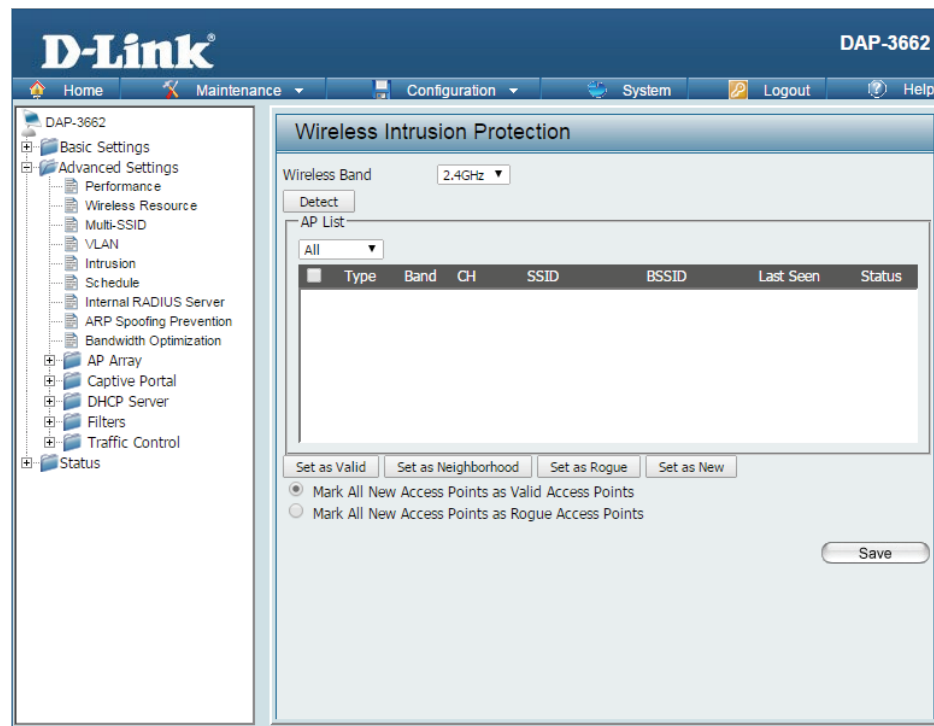 D-Link®
DAP-3662
Home Maintenance Configuration System Logout Help
DAP-3662
Basic Settings
Advanced Settings
Performance
Wireless Resource
Multi-SSID
VLAN
Intrusion
Schedule
Internal RADIUS Server
ARP Spoofing Prevention
Bandwidth Optimization
AP Array
Captive Portal
DHCP Server
Filters
Traffic Control
Status
Wireless Intrusion Protection
Wireless Band 2.4GHz
Detect
AP List
All
Type Band CH SSID BSSID Last Seen Status
Set as Valid Set as Neighborhood Set as Rogue Set as New
Mark All New Access Points as Valid Access Points
Mark All New Access Points as Rogue Access Points
Save